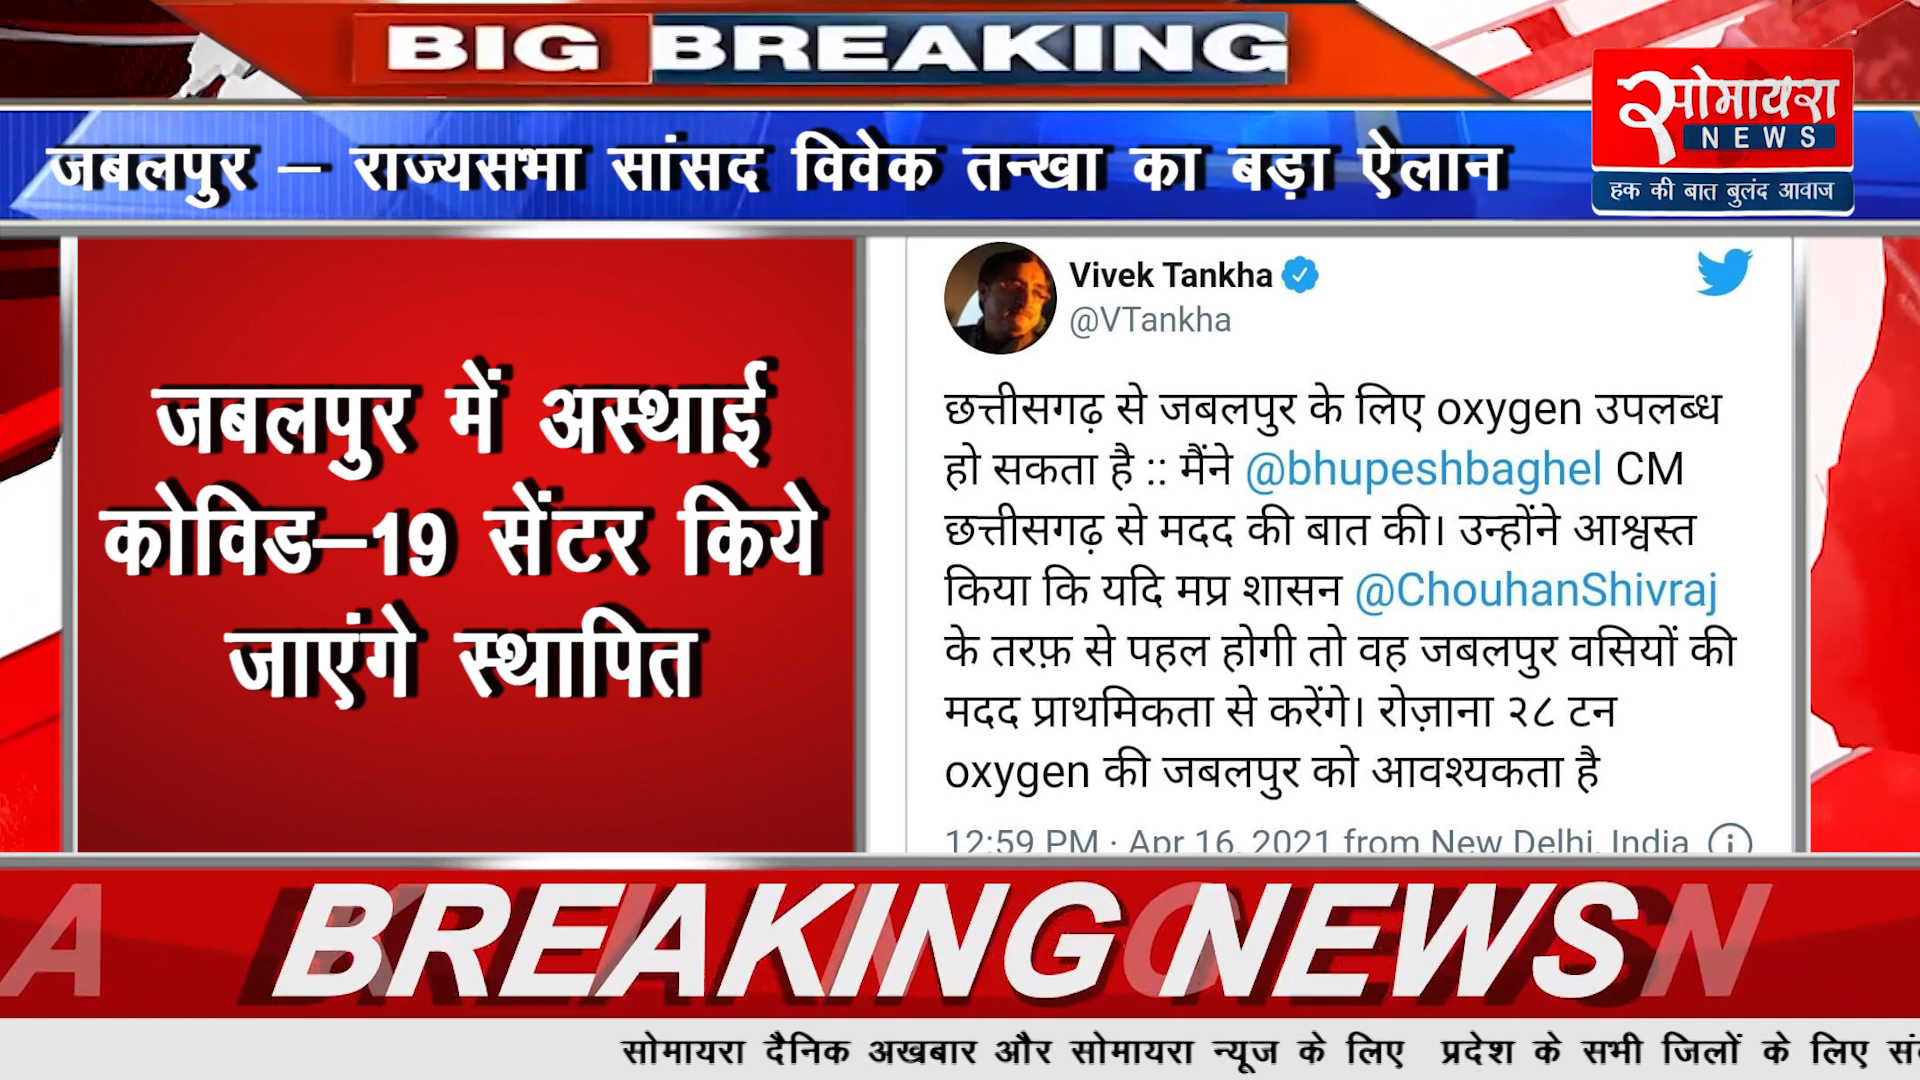 BIG BREAKING
सोमायरा
NEWS
हक की बात बुलंद आवाज
जबलपुर – राज्यसभा सांसद विवेक तन्खा का बड़ा ऐलान
जबलपुर में अस्थाई
कोविड–19 सेंटर किये
जाएंगे स्थापित
Vivek Tankha
@VTankha
छत्तीसगढ़ से जबलपुर के लिए oxygen उपलब्ध
हो सकता है :: मैंने @bhupeshbaghel CM
छत्तीसगढ़ से मदद की बात की। उन्होंने आश्वस्त
किया कि यदि मप्र शासन @ChouhanShivraj
के तरफ़ से पहल होगी तो वह जबलपुर वसियों की
मदद प्राथमिकता से करेंगे। रोज़ाना २८ टन
oxygen की जबलपुर को आवश्यकता है
12:59 PM · Apr 16, 2021 from New Delhi, India
BREAKING NEWS
सोमायरा दैनिक अखबार और सोमायरा न्यूज के लिए प्रदेश के सभी जिलों के लिए